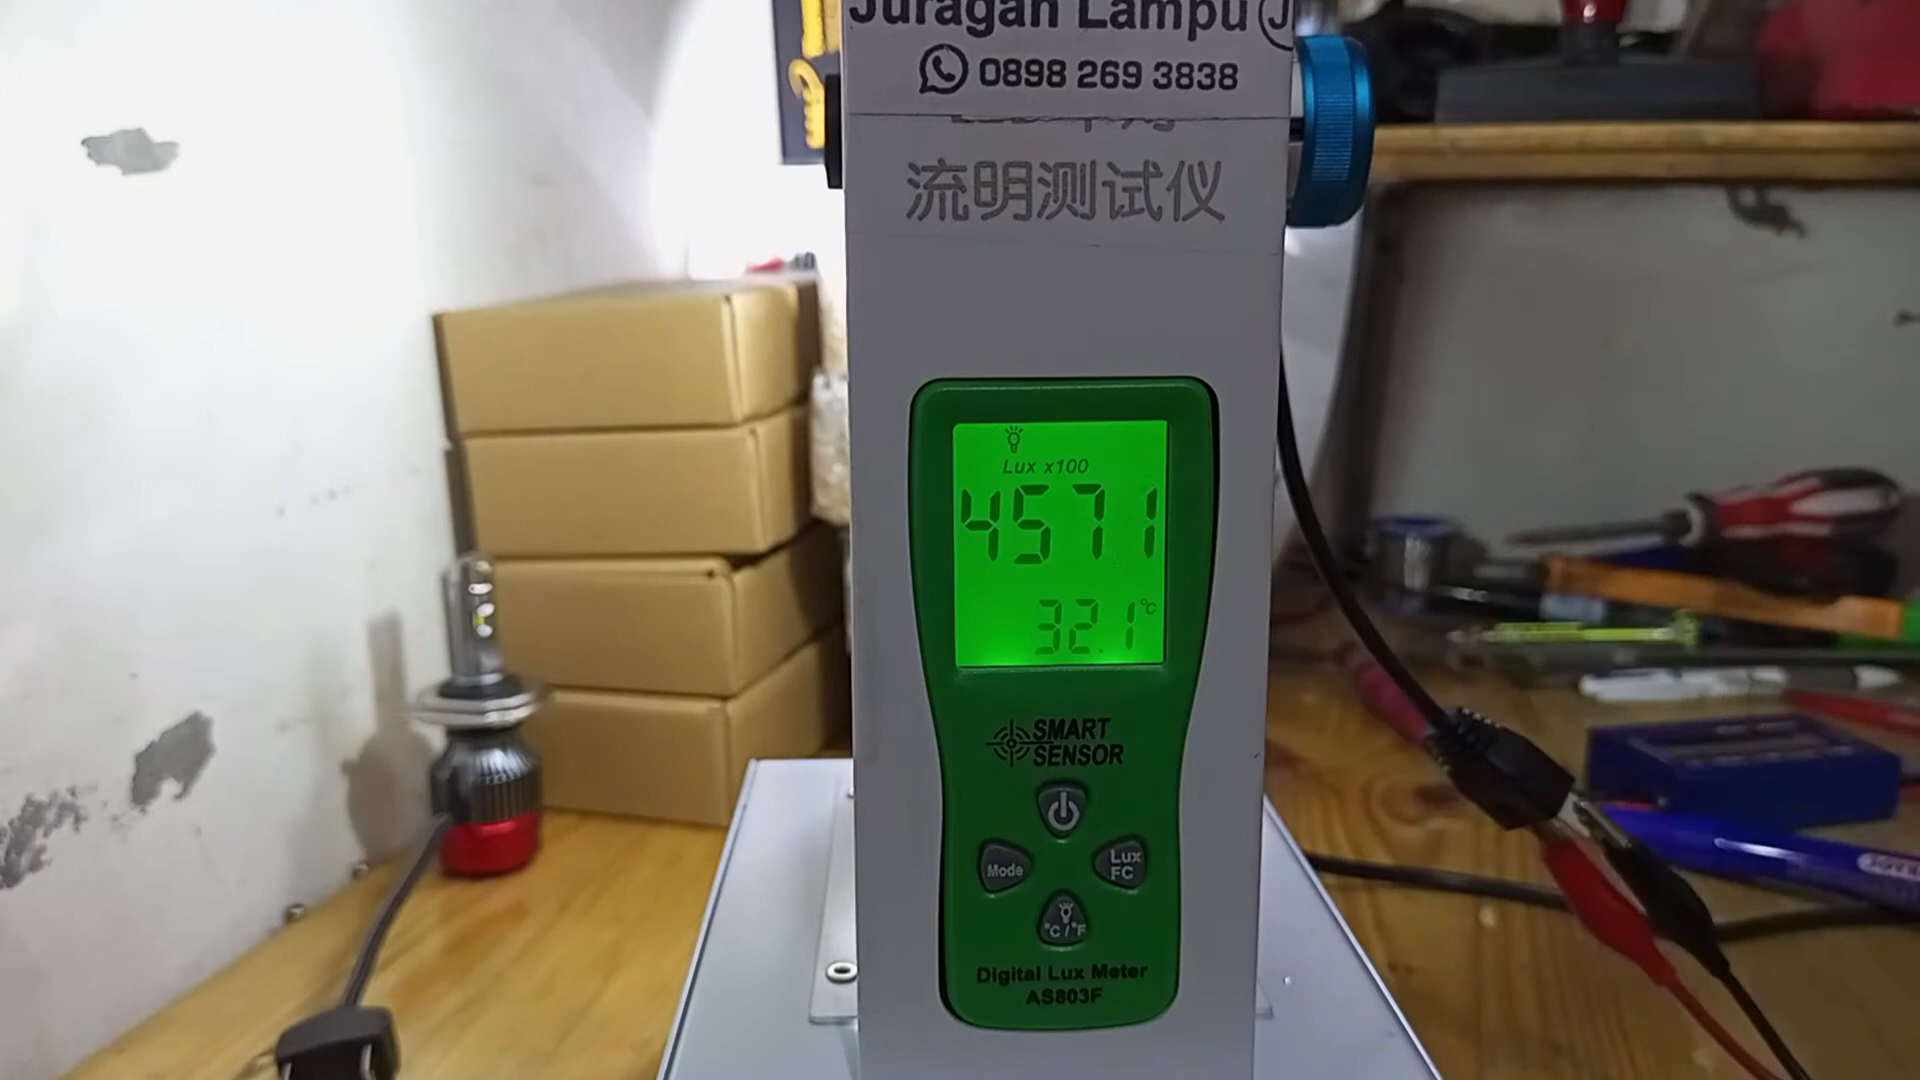 Juragan Lampu J
0898 269 3838
流明测试仪
Lux x100
4571
32.1 °C
SMART
SENSOR
Mode
Lux
FC
°C / °F
Digital Lux Meter
AS803F